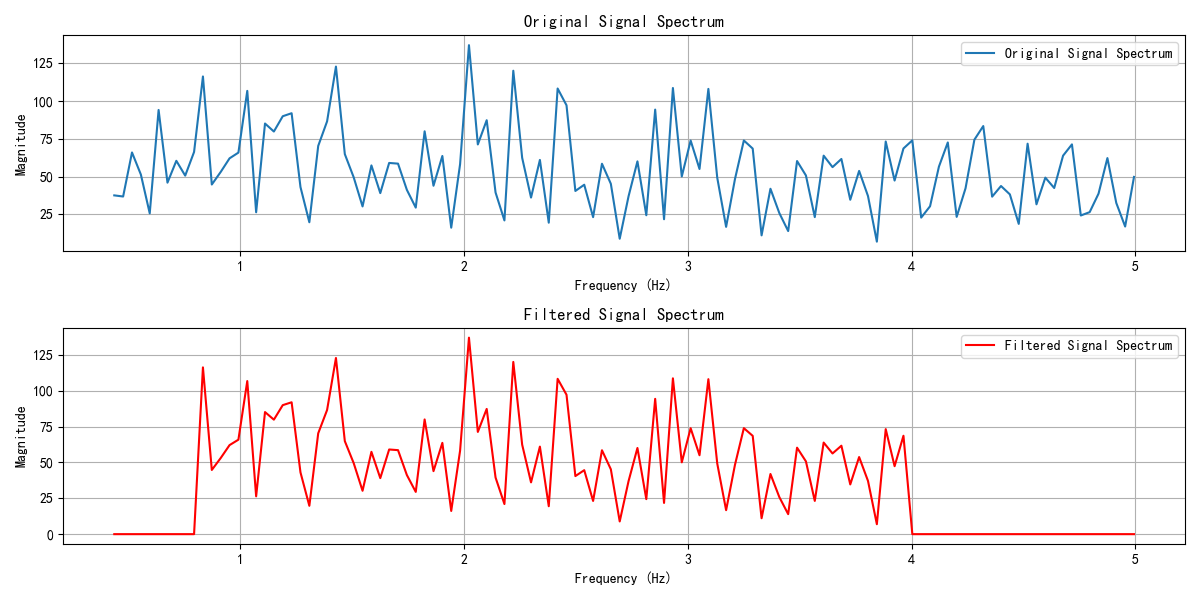 Original Signal Spectrum
Original Signal Spectrum
Magnitude
125
100
75
50
25
1 2 3 4 5
Frequency (Hz)
Filtered Signal Spectrum
Filtered Signal Spectrum
Magnitude
125
100
75
50
25
0
1 2 3 4 5
Frequency (Hz)